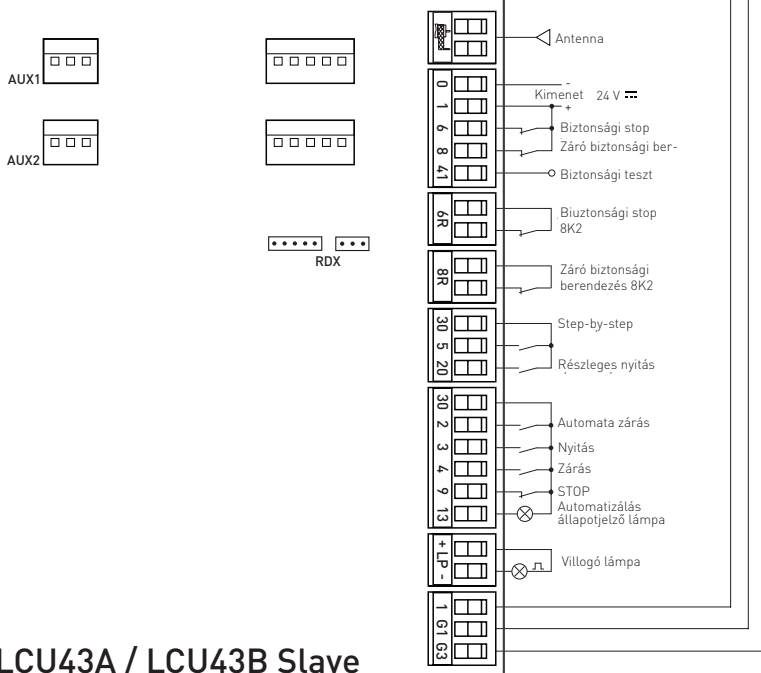 AUX1
AUX2
RDX
Antenna
0
-
Kimenet 24 V
1
+
6
Biztonsági stop
8
Záró biztonsági ber-
41
Biztonsági teszt
6R
Biuztonsági stop
8K2
8R
Záró biztonsági
berendezés 8K2
30
Step-by-step
5
20
Részleges nyitás
30
2
Automata zárás
3
Nyitás
4
Zárás
9
STOP
13
Automatizálás
állapotjelző lámpa
+ LP -
Villogó lámpa
1
G1
G3
LCU43A / LCU43B Slave